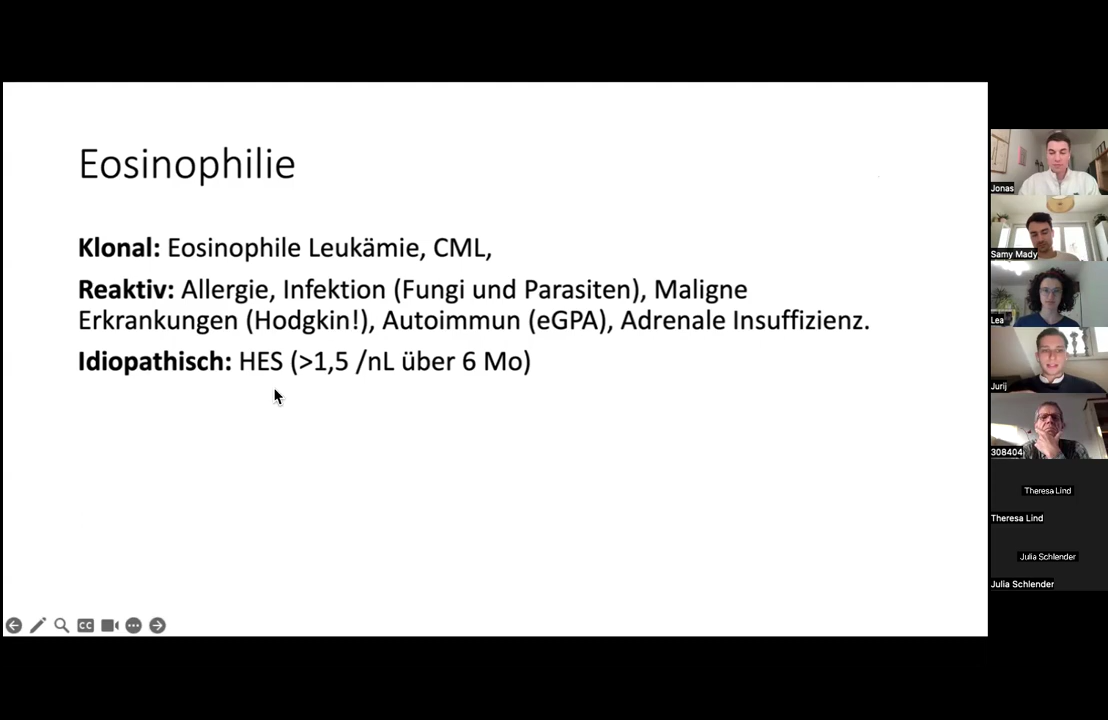 Eosinophilie
Klonal: Eosinophile Leukämie, CML,
Reaktiv: Allergie, Infektion (Fungi und Parasiten), Maligne
Erkrankungen (Hodgkin!), Autoimmun (eGPA), Adrenale Insuffizienz.
Idiopathisch: HES (>1,5 /nL über 6 Mo)
CC
Jonas
Samy Mady
Lea
Jurij
308404
Theresa Lind
Theresa Lind
Julia Schlender
Julia Schlender